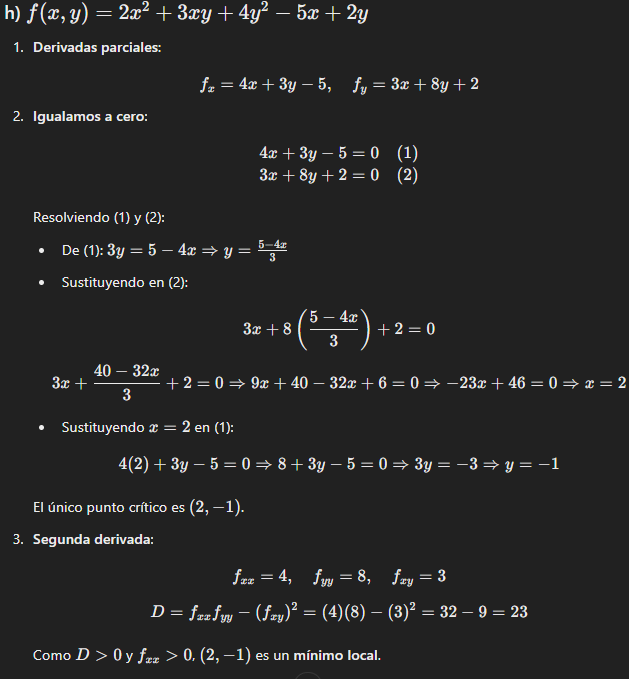 h) f(x, y) = 2x² + 3xy + 4y² − 5x + 2y
1. Derivadas parciales:
fₓ = 4x + 3y − 5, f_y = 3x + 8y + 2
2. Igualamos a cero:
4x + 3y − 5 = 0 (1)
3x + 8y + 2 = 0 (2)
Resolviendo (1) y (2):
• De (1): 3y = 5 − 4x ⇒ y = (5−4x)/3
• Sustituyendo en (2):
3x + 8((5 − 4x)/3) + 2 = 0
3x + (40 − 32x)/3 + 2 = 0 ⇒ 9x + 40 − 32x + 6 = 0 ⇒ −23x + 46 = 0 ⇒ x = 2
• Sustituyendo x = 2 en (1):
4(2) + 3y − 5 = 0 ⇒ 8 + 3y − 5 = 0 ⇒ 3y = −3 ⇒ y = −1
El único punto crítico es (2, −1).
3. Segunda derivada:
fₓₓ = 4, f_yy = 8, f_xy = 3
D = fₓₓf_yy − (f_xy)² = (4)(8) − (3)² = 32 − 9 = 23
Como D > 0 y fₓₓ > 0, (2, −1) es un mínimo local.